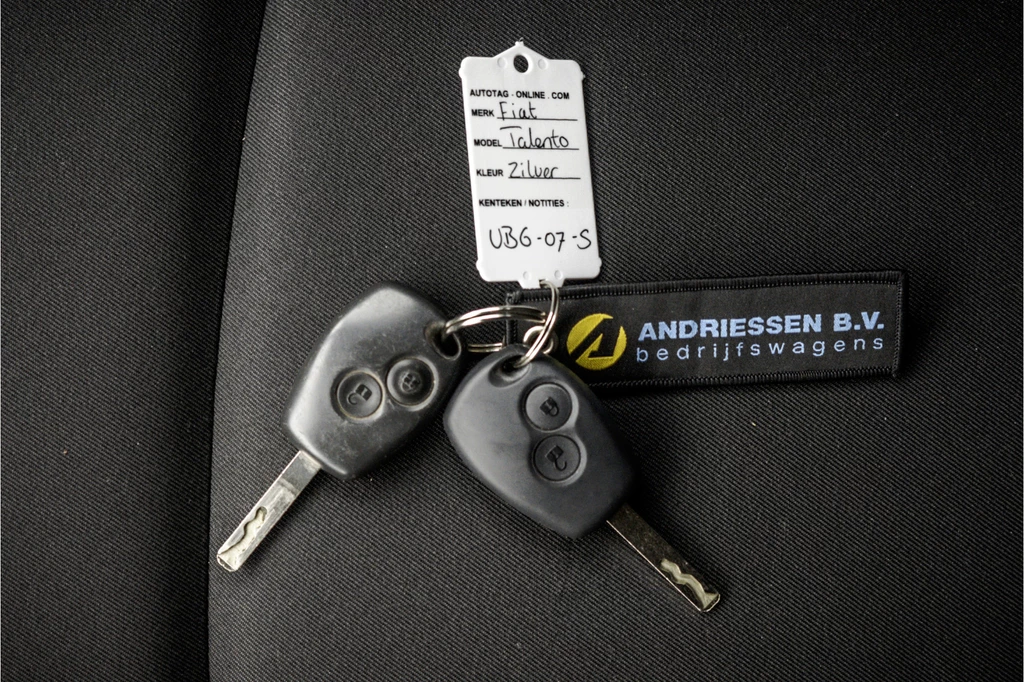 AUTOTAG - ONLINE . COM
MERK Fiat
MODEL Talento
KLEUR Zilver
KENTEKEN / NOTITIES :
VBG-07-S
ANDRIESSEN B.V.
bedrijfswagens